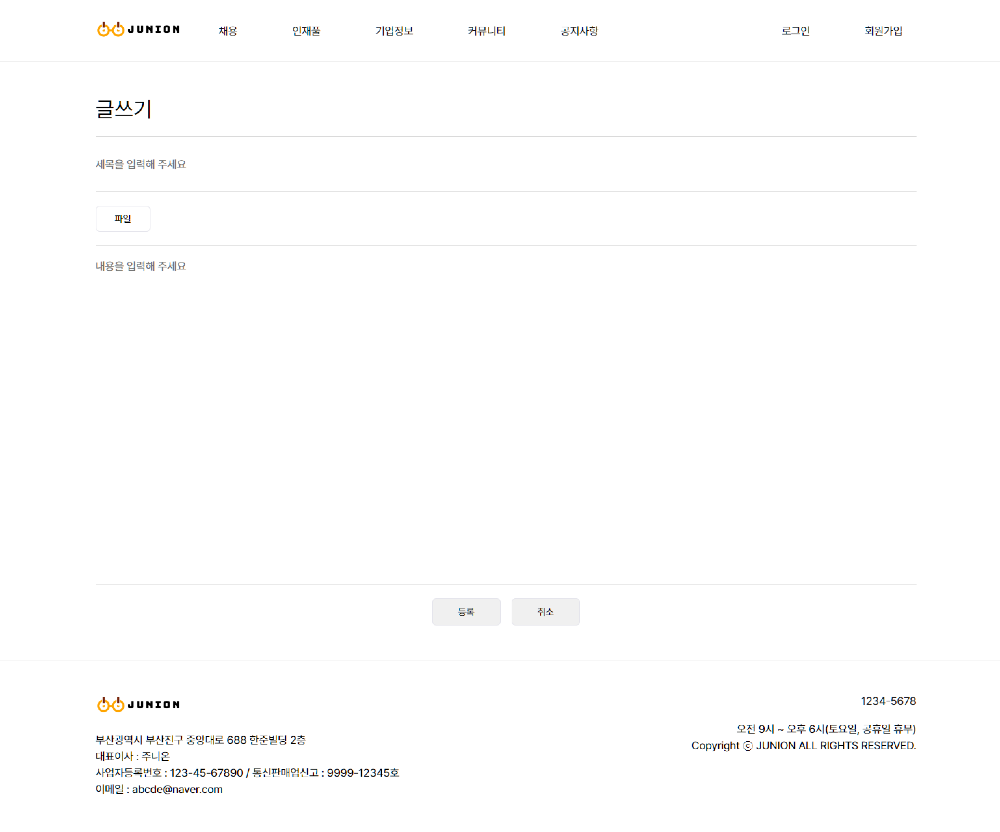 JUNION 채용 인재풀 기업정보 커뮤니티 공지사항 로그인 회원가입
글쓰기
제목을 입력해 주세요
파일
내용을 입력해 주세요
등록 취소
JUNION
부산광역시 부산진구 중앙대로 688 한준빌딩 2층
대표이사 : 주니온
사업자등록번호 : 123-45-67890 / 통신판매업신고 : 9999-12345호
이메일 : abcde@naver.com
1234-5678
오전 9시 ~ 오후 6시(토요일, 공휴일 휴무)
Copyright ⓒ JUNION ALL RIGHTS RESERVED.